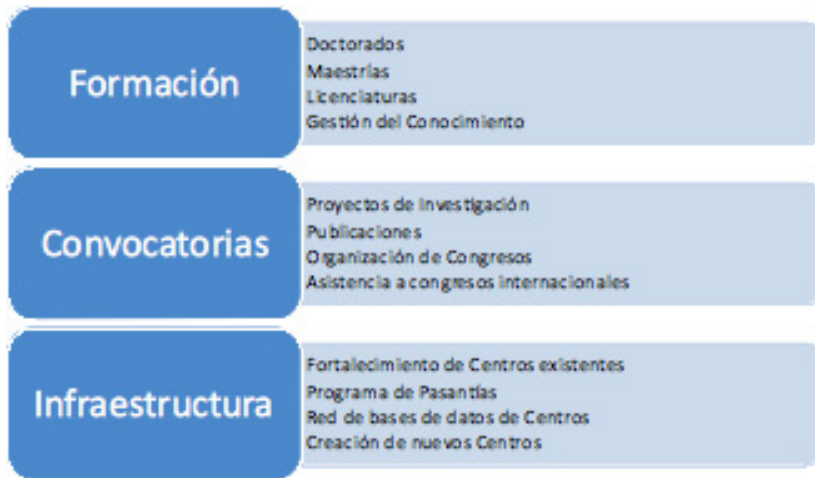 Formación
Doctorados
Maestrías
Licenciaturas
Gestión del Conocimiento
Convocatorias
Proyectos de Investigación
Publicaciones
Organización de Congresos
Asistencia a congresos internacionales
Infraestructura
Fortalecimiento de Centros existentes
Programa de Pasantías
Red de bases de datos de Centros
Creación de nuevos Centros